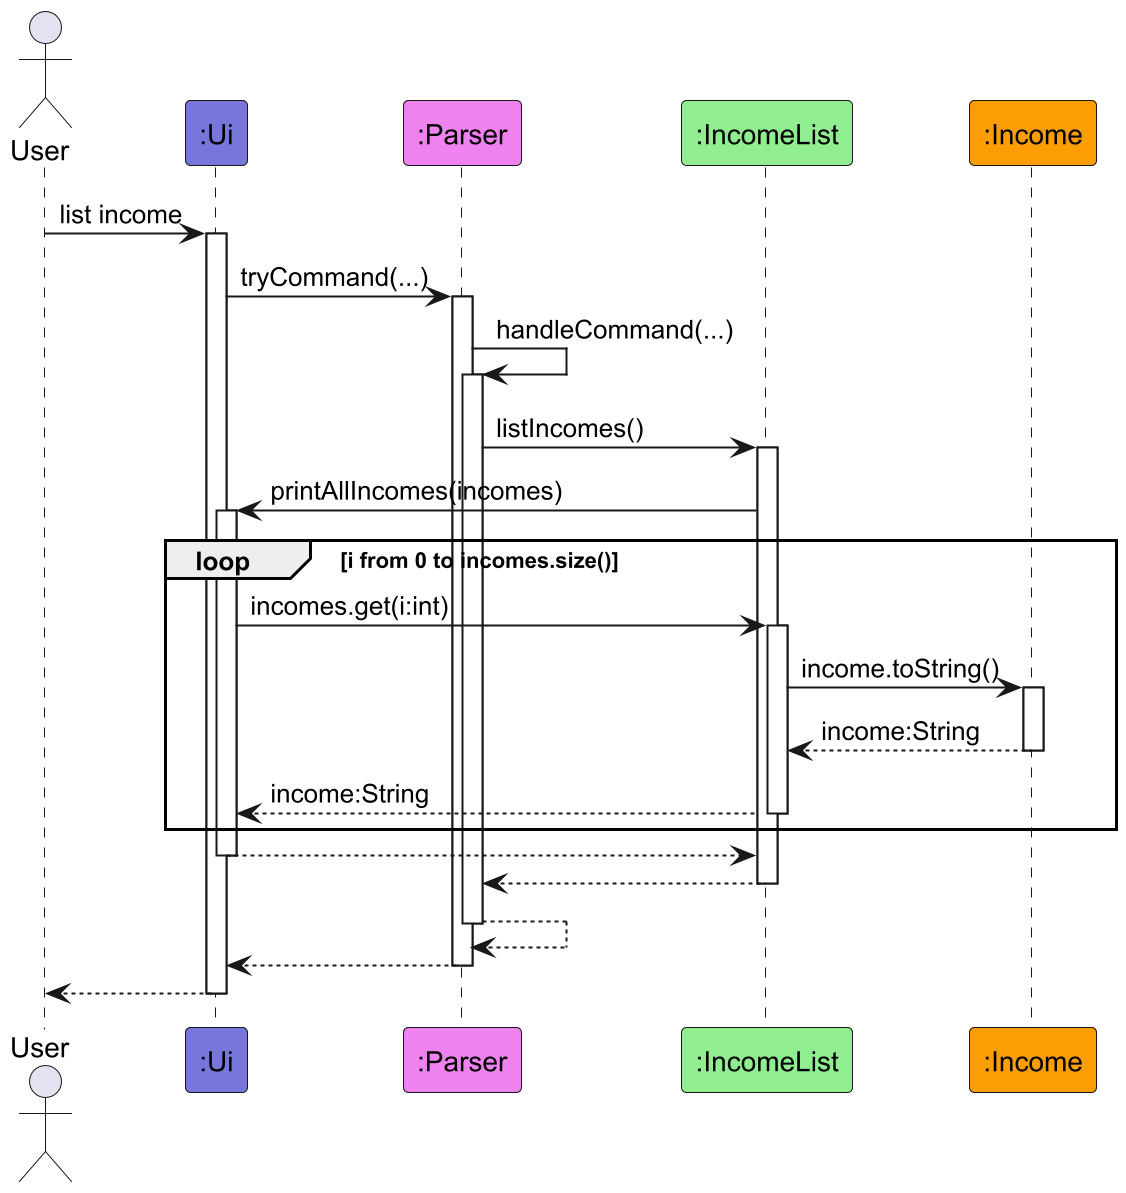 User
:Ui
:Parser
:IncomeList
:Income
list income
tryCommand(...)
handleCommand(...)
listIncomes()
printAllIncomes(incomes)
loop
[i from 0 to incomes.size()]
incomes.get(i:int)
income.toString()
income:String
income:String
User
:Ui
:Parser
:IncomeList
:Income